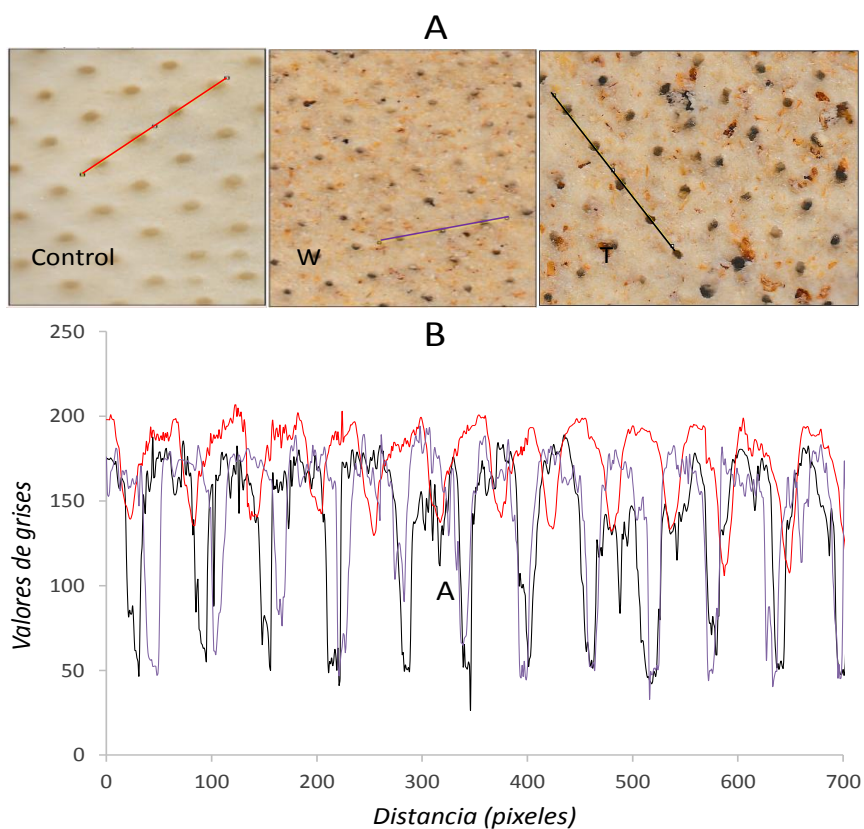 A
Control
W
T
B
250
200
150
100
50
0
Valores de grises
A
0 100 200 300 400 500 600 700
Distancia (pixeles)